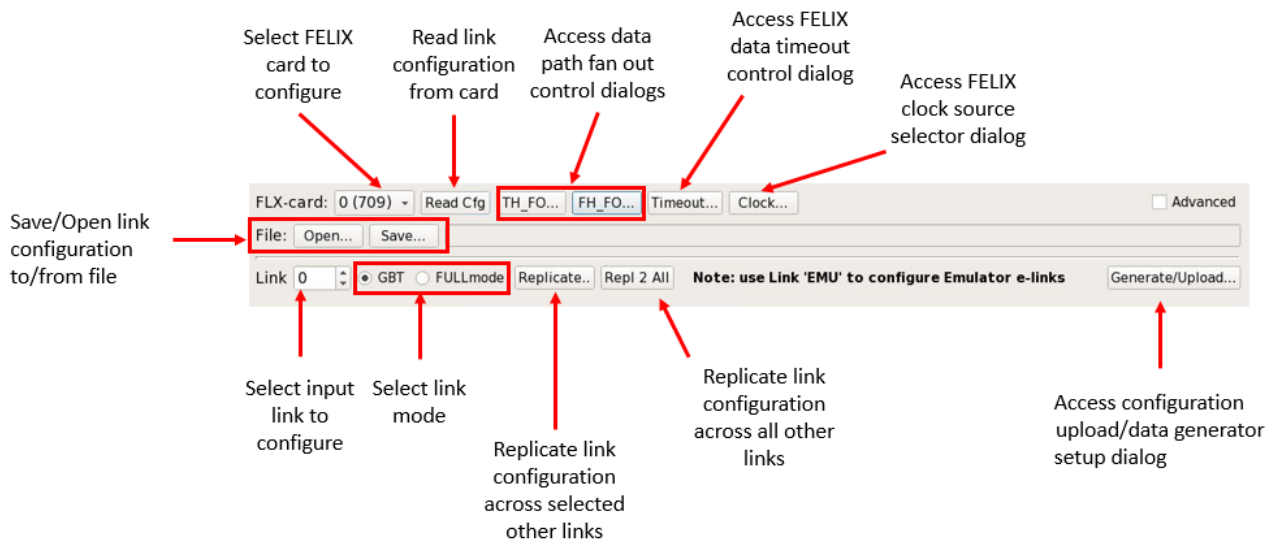 Select FELIX
card to
configure
Read link
configuration
from card
Access data
path fan out
control dialogs
Access FELIX
data timeout
control dialog
Access FELIX
clock source
selector dialog
Save/Open link
configuration
to/from file
FLX-card: 0 (709) Read Cfg TH_FO... FH_FO... Timeout... Clock... Advanced
File: Open... Save...
Link 0 GBT FULLmode Replicate.. Repl 2 All Note: use Link 'EMU' to configure Emulator e-links Generate/Upload...
Select input
link to
configure
Select link
mode
Replicate link
configuration
across selected
other links
Replicate link
configuration
across all other
links
Access configuration
upload/data generator
setup dialog